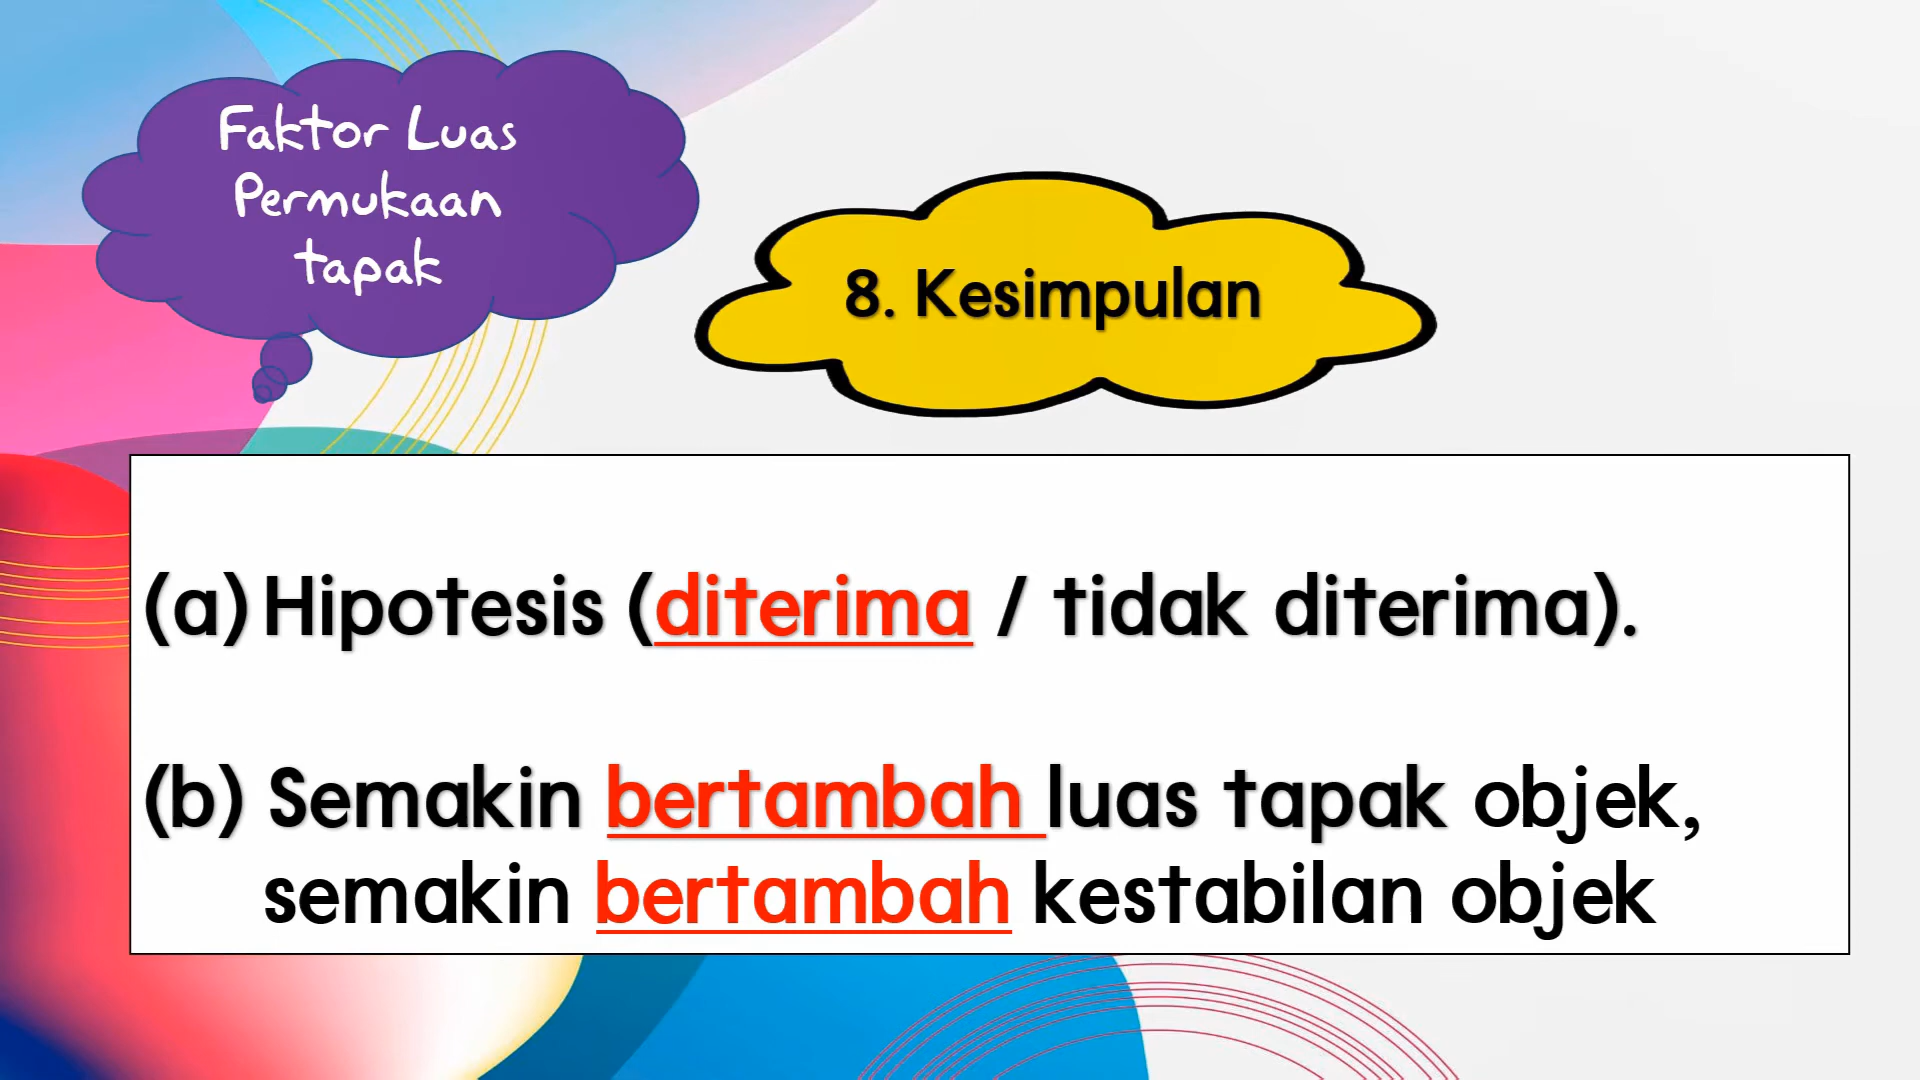 Faktor Luas
Permukaan
tapak
8. Kesimpulan
(a) Hipotesis (diterima / tidak diterima).
(b) Semakin bertambah luas tapak objek,
semakin bertambah kestabilan objek